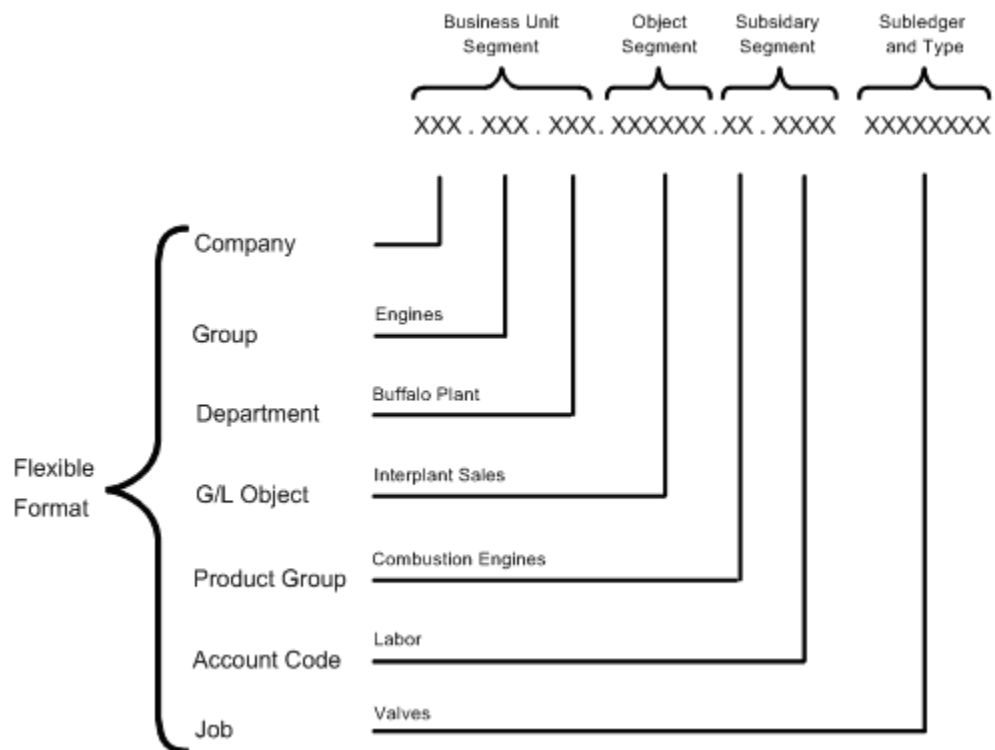 Business Unit
Segment
Object
Segment
Subsidary
Segment
Subledger
and Type
XXX . XXX . XXX . XXXXXX . XX . XXXX XXXXXXXX
Company
Engines
Group
Buffalo Plant
Department
Flexible
Format
Interplant Sales
G/L Object
Combustion Engines
Product Group
Labor
Account Code
Valves
Job